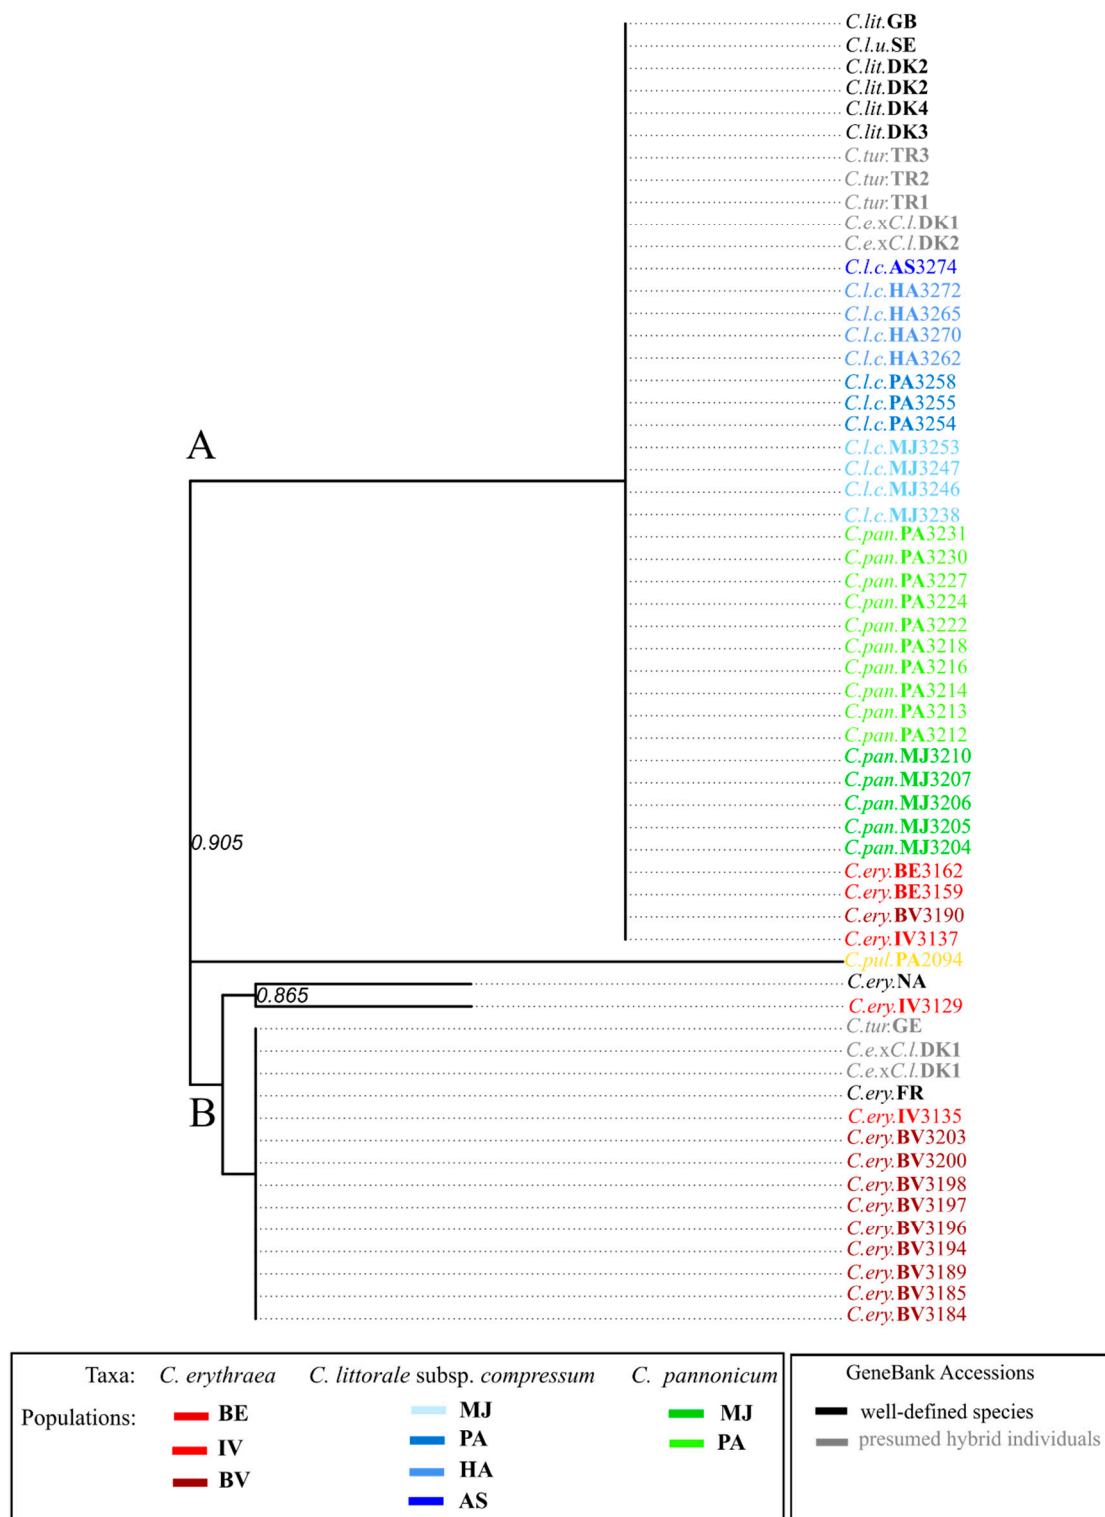 C.lit.GB
C.l.u.SE
C.lit.DK2
C.lit.DK2
C.lit.DK4
C.lit.DK3
C.tur.TR3
C.tur.TR2
C.tur.TR1
C.e.xC.l.DK1
C.e.xC.l.DK2
C.l.c.AS3274
C.l.c.HA3272
C.l.c.HA3265
C.l.c.HA3270
C.l.c.HA3262
C.l.c.PA3258
C.l.c.PA3255
C.l.c.PA3254
A
C.l.c.MJ3253
C.l.c.MJ3247
C.l.c.MJ3246
C.l.c.MJ3238
C.pan.PA3231
C.pan.PA3230
C.pan.PA3227
C.pan.PA3224
C.pan.PA3222
C.pan.PA3218
C.pan.PA3216
C.pan.PA3214
C.pan.PA3213
C.pan.PA3212
C.pan.MJ3210
C.pan.MJ3207
C.pan.MJ3206
C.pan.MJ3205
0.905
C.pan.MJ3204
C.ery.BE3162
C.ery.BE3159
C.ery.BV3190
C.ery.IV3137
C.pul.PA2094
C.ery.NA
0.865
C.ery.IV3129
C.tur.GE
C.e.xC.l.DK1
C.e.xC.l.DK1
C.ery.FR
B
C.ery.IV3135
C.ery.BV3203
C.ery.BV3200
C.ery.BV3198
C.ery.BV3197
C.ery.BV3196
C.ery.BV3194
C.ery.BV3189
C.ery.BV3185
C.ery.BV3184
Taxa: C. erythraea C. littorale subsp. compressum C. pannonicum
Populations: BE MJ MJ
IV PA PA
BV HA
AS
GeneBank Accessions
well-defined species
presumed hybrid individuals